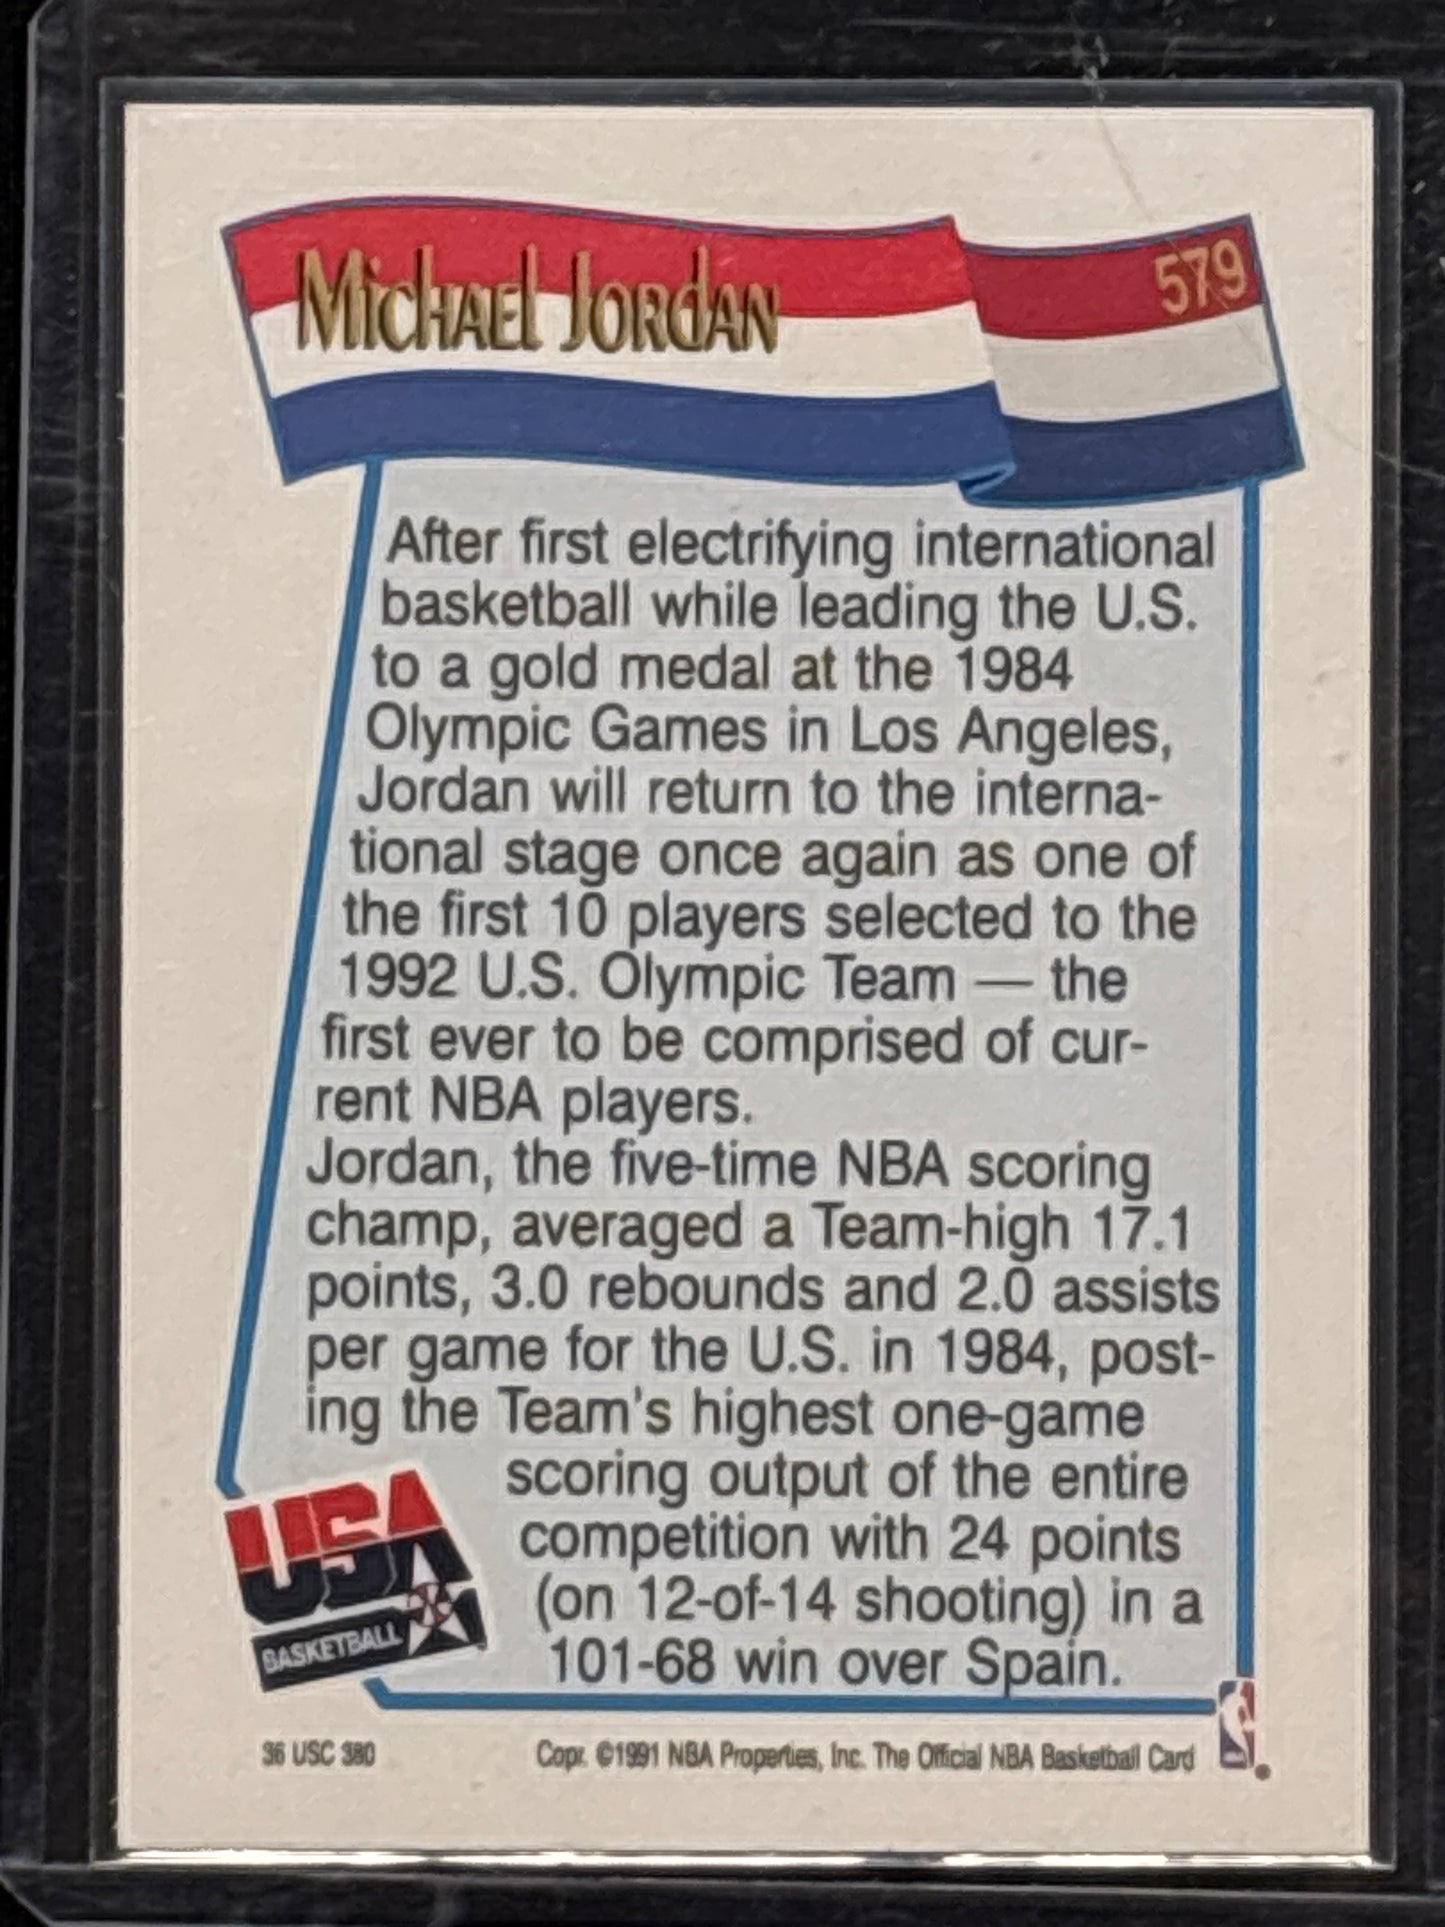 Michael Jordan
579
After first electrifying international
basketball while leading the U.S.
to a gold medal at the 1984
Olympic Games in Los Angeles,
Jordan will return to the interna-
tional stage once again as one of
the first 10 players selected to the
1992 U.S. Olympic Team — the
first ever to be comprised of cur-
rent NBA players.
Jordan, the five-time NBA scoring
champ, averaged a Team-high 17.1
points, 3.0 rebounds and 2.0 assists
per game for the U.S. in 1984, post-
ing the Team's highest one-game
scoring output of the entire
competition with 24 points
(on 12-of-14 shooting) in a
101-68 win over Spain.
USA
BASKETBALL
36 USC 380
Copr. ©1991 NBA Properties, Inc. The Official NBA Basketball Card